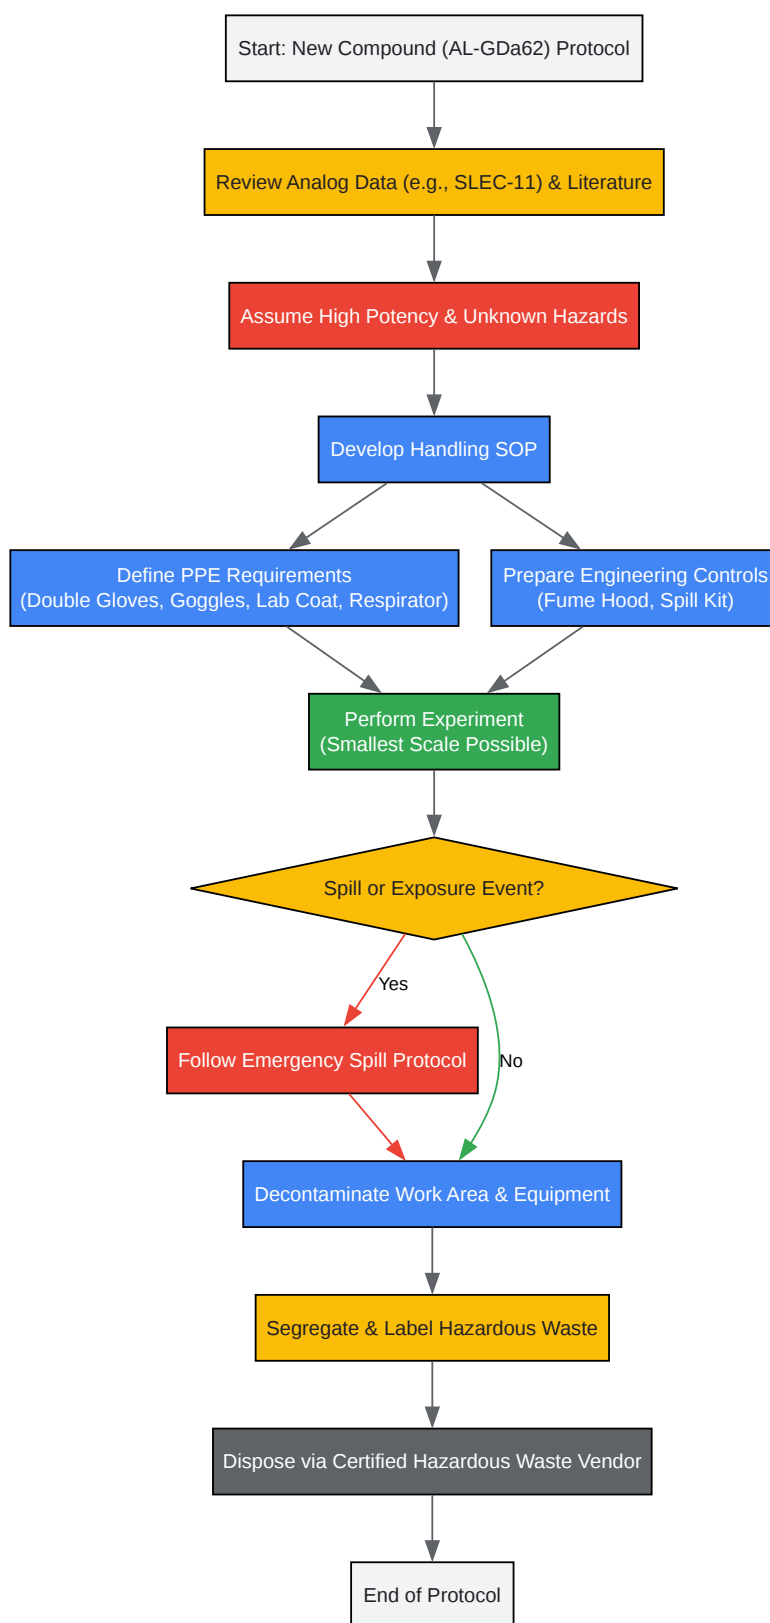 Start: New Compound (AL-GDa62) Protocol
Review Analog Data (e.g., SLEC-11) & Literature
Assume High Potency & Unknown Hazards
Develop Handling SOP
Define PPE Requirements
(Double Gloves, Goggles, Lab Coat, Respirator)
Prepare Engineering Controls
(Fume Hood, Spill Kit)
Perform Experiment
(Smallest Scale Possible)
Spill or Exposure Event?
Yes
Follow Emergency Spill Protocol
No
Decontaminate Work Area & Equipment
Segregate & Label Hazardous Waste
Dispose via Certified Hazardous Waste Vendor
End of Protocol